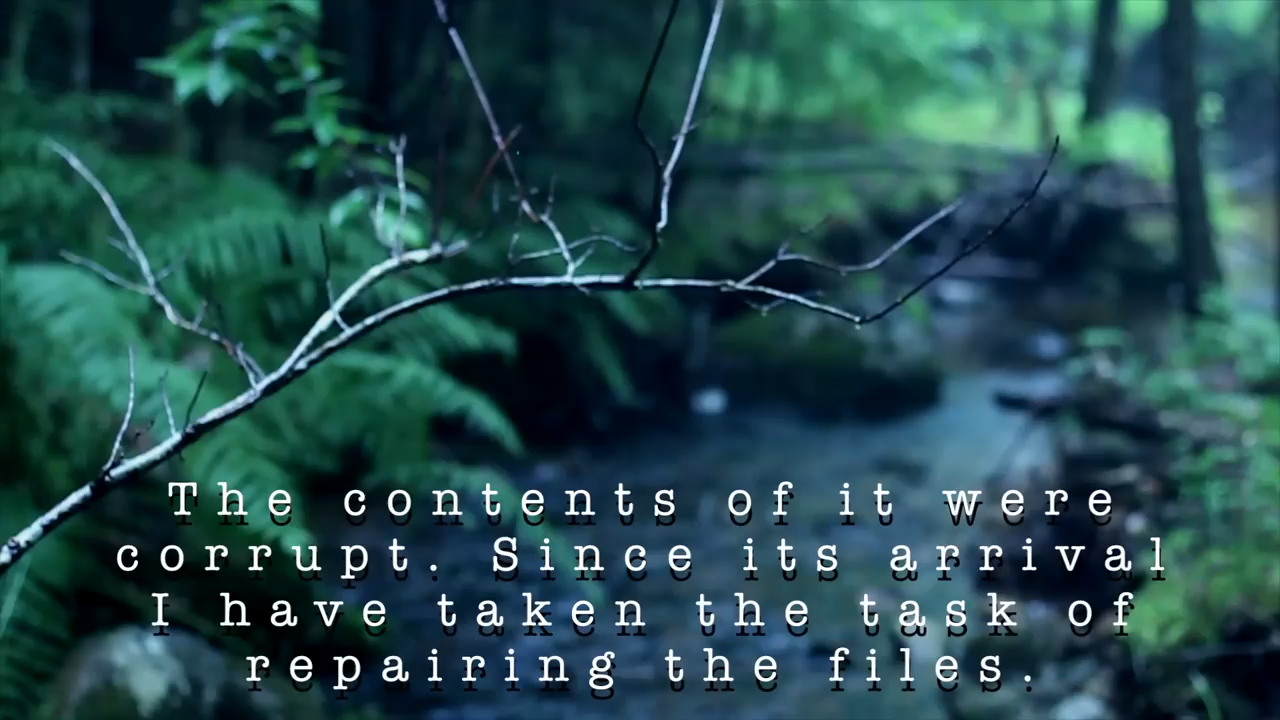 The contents of it were
corrupt. Since its arrival
I have taken the task of
repairing the files.